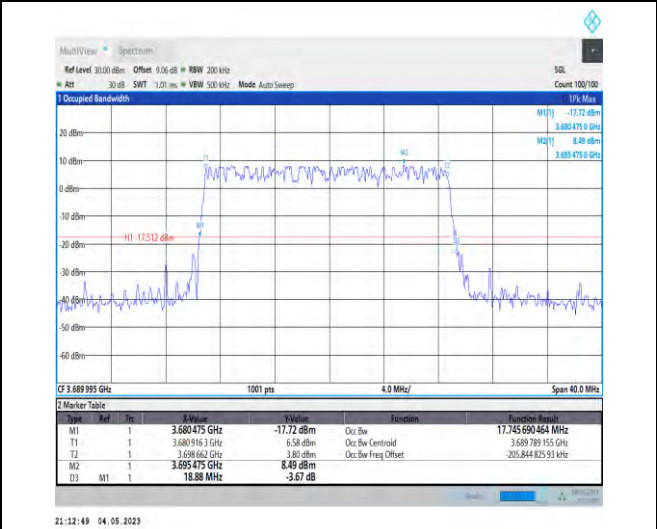 MultiView Spectrum
Ref Level 30.00 dBm Offset 9.06 dB RBW 200 kHz SGL
Att 30 dB SWT 1.01 ms VBW 500 kHz Mode Auto Sweep Count 100/100
1 Occupied Bandwidth 1Pk Max
M1[1] -17.72 dBm
3.680 475 0 GHz
M2[1] 8.49 dBm
3.695 475 0 GHz
20 dBm
10 dBm
0 dBm
-10 dBm
-20 dBm
-30 dBm
-40 dBm
-50 dBm
-60 dBm
T1
M2
T2
M1
H1 -17.512 dBm
CF 3.689 995 GHz 1001 pts 4.0 MHz/ Span 40.0 MHz
2 Marker Table
Type Ref Trc X-Value Y-Value Function Function Result
M1 1 3.680 475 GHz -17.72 dBm Occ Bw 17.745 690 464 MHz
T1 1 3.680 916 3 GHz 6.58 dBm Occ Bw Centroid 3.689 789 155 GHz
T2 1 3.698 662 GHz 3.80 dBm Occ Bw Freq Offset -205.844 825 93 kHz
M2 1 3.695 475 GHz 8.49 dBm
D3 M1 1 18.88 MHz -3.67 dB
21:12:49 04.05.2023